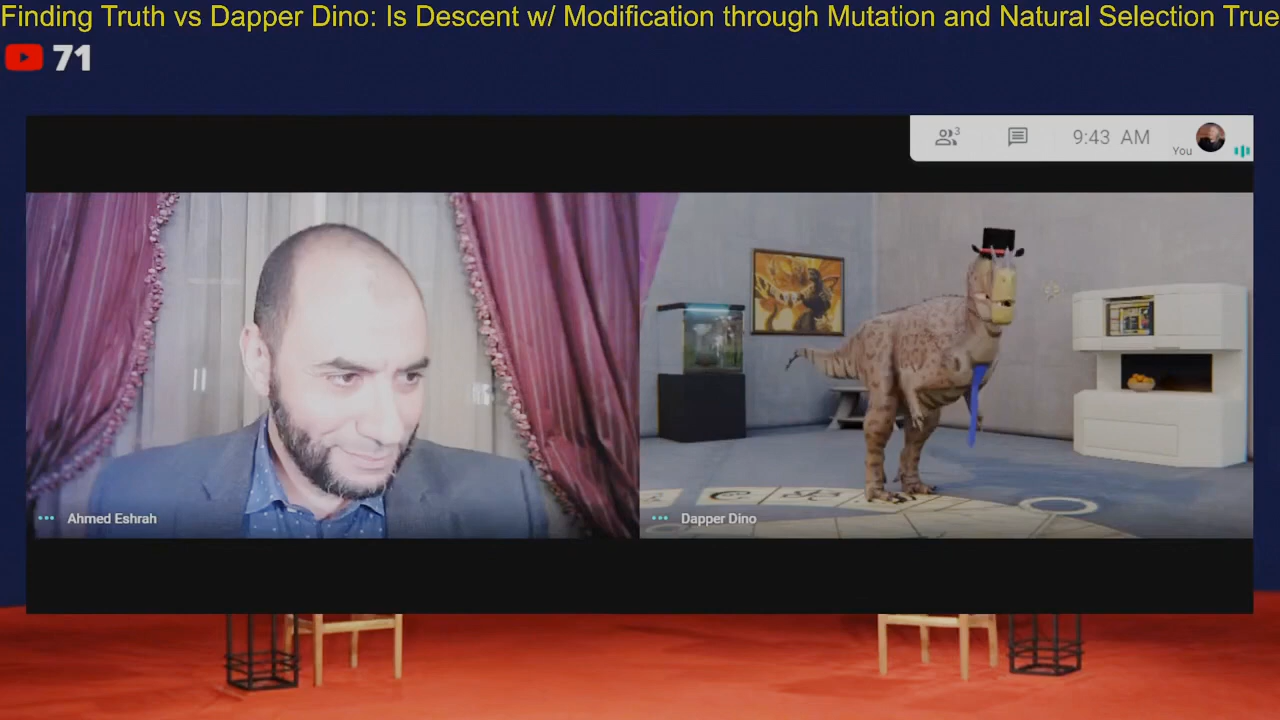 Finding Truth vs Dapper Dino: Is Descent w/ Modification through Mutation and Natural Selection True
71
3
9:43 AM
You
Ahmed Eshrah
Dapper Dino